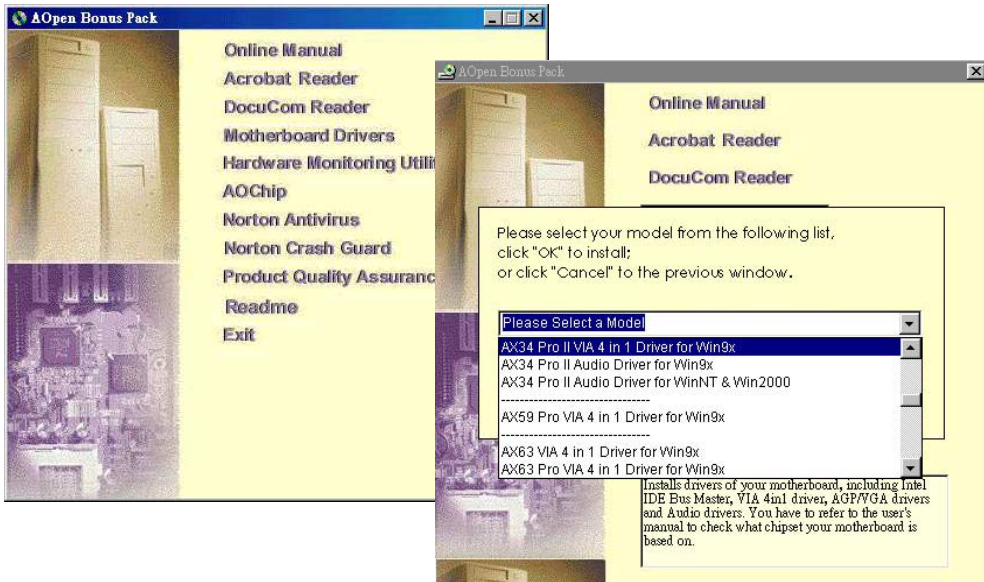 AOpen Bonus Pack
Online Manual
Acrobat Reader
DocuCom Reader
Motherboard Drivers
Hardware Monitoring
AOChip
Norton Antivirus
Norton Crash Guard
Product Quality
Readme
Exit
AOpen Bonus Pack
Online Manual
Acrobat Reader
DocuCom Reader
Please select your model from the following list,
click "OK" to install;
or click "Cancel" to the previous window.
Please Select a Model
AX34 Pro II VIA 4 in 1 Driver for Win9x
AX34 Pro II Audio Driver for Win9x
AX34 Pro II Audio Driver for WinNT & Win2000
--------------------------------
AX59 Pro VIA 4 in 1 Driver for Win9x
--------------------------------
AX63 VIA 4 in 1 Driver for Win9x
AX63 Pro VIA 4 in 1 Driver for Win9x
Installs drivers of your motherboard, including Intel
IDE Bus Master, VIA 4in1 driver, AGP/VGA drivers
and Audio drivers. You have to refer to the user's
manual to check what chipset your motherboard is
based on.